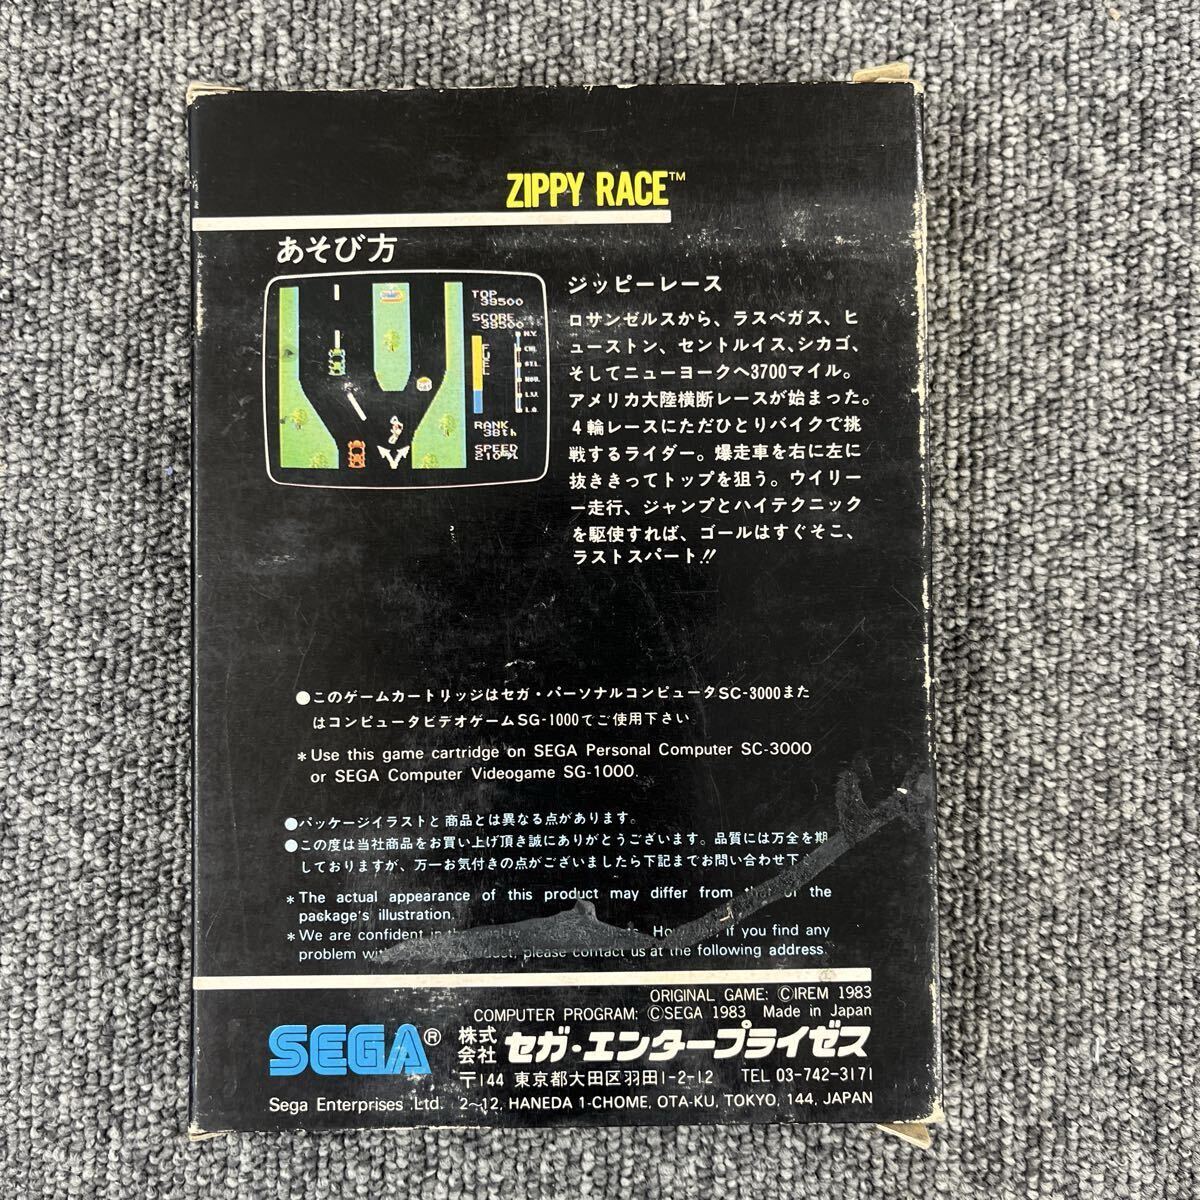 ZIPPY RACE™
あそび方
TOP
39500
SCORE
39500
FUEL
N.Y.
CHI.
ST.L.
HOU.
L.V.
L.A.
RANK
38th
SPEED
210
ジッピーレース
ロサンゼルスから、ラスベガス、ヒ
ューストン、セントルイス、シカゴ、
そしてニューヨークへ3700マイル。
アメリカ大陸横断レースが始まった。
4輪レースにただひとりバイクで挑
戦するライダー。爆走車を右に左に
抜ききってトップを狙う。ウイリー
一走行、ジャンプとハイテクニック
を駆使すれば、ゴールはすぐそこ、
ラストスパート!!
●このゲームカートリッジはセガ・パーソナルコンピュータSC-3000また
はコンピュータビデオゲームSG-1000でご使用下さい
*Use this game cartridge on SEGA Personal Computer SC-3000
or SEGA Computer Videogame SG-1000.
●パッケージイラストと商品とは異なる点があります。
●この度は当社商品をお買い上げ頂き誠にありがとうございます。品質には万全を期
しておりますが、万一お気付きの点がございましたら下記までお問い合わせ下
*The actual appearance of this product may differ from that of the
package's illustration.
*We are confident in if you find any
problem with product, please contact us at the following address.
ORIGINAL GAME: ©IREM 1983
COMPUTER PROGRAM: ©SEGA 1983 Made in Japan
SEGA® 株式会社 セガ・エンタープライゼス
〒144 東京都大田区羽田1-2-12 TEL 03-742-3171
Sega Enterprises Ltd. 2~12, HANEDA 1-CHOME, OTA-KU, TOKYO, 144, JAPAN